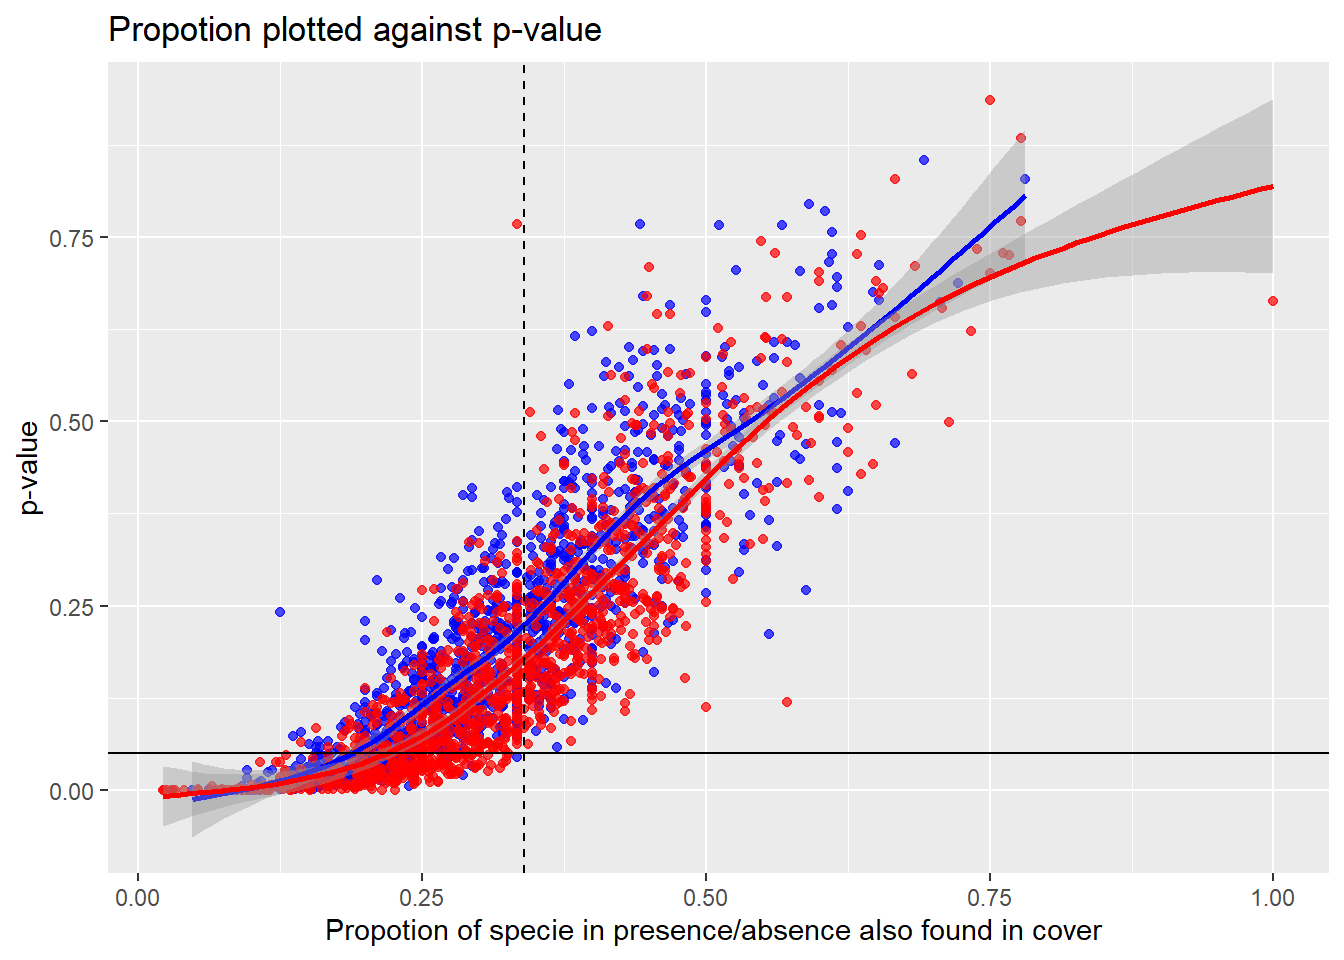 Propotion plotted against p-value
p-value
0.75
0.50
0.25
0.00
0.00 0.25 0.50 0.75 1.00
Propotion of specie in presence/absence also found in cover